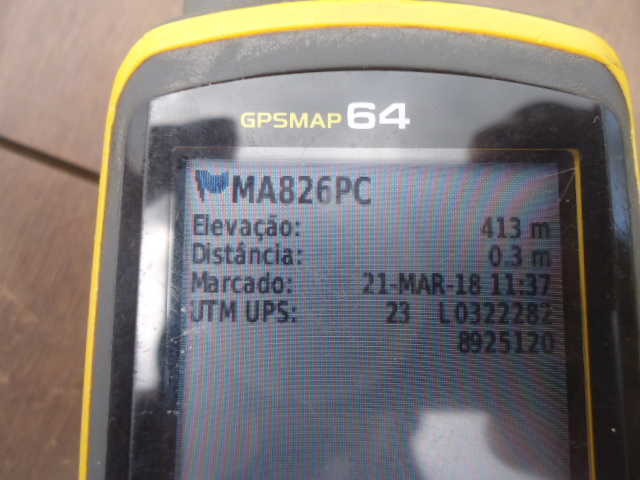 GPSMAP 64
MA826PC
Elevação: 413 m
Distância: 0.3 m
Marcado: 21-MAR-18 11:37
UTM UPS: 23 L 0322282
8925120